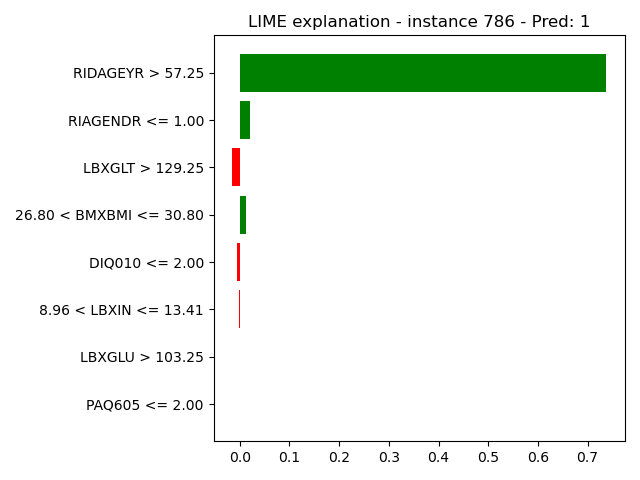 LIME explanation - instance 786 - Pred: 1
RIDAGEYR > 57.25
RIAGENDR <= 1.00
LBXGLT > 129.25
26.80 < BMXBMI <= 30.80
DIQ010 <= 2.00
8.96 < LBXIN <= 13.41
LBXGLU > 103.25
PAQ605 <= 2.00
0.0 0.1 0.2 0.3 0.4 0.5 0.6 0.7